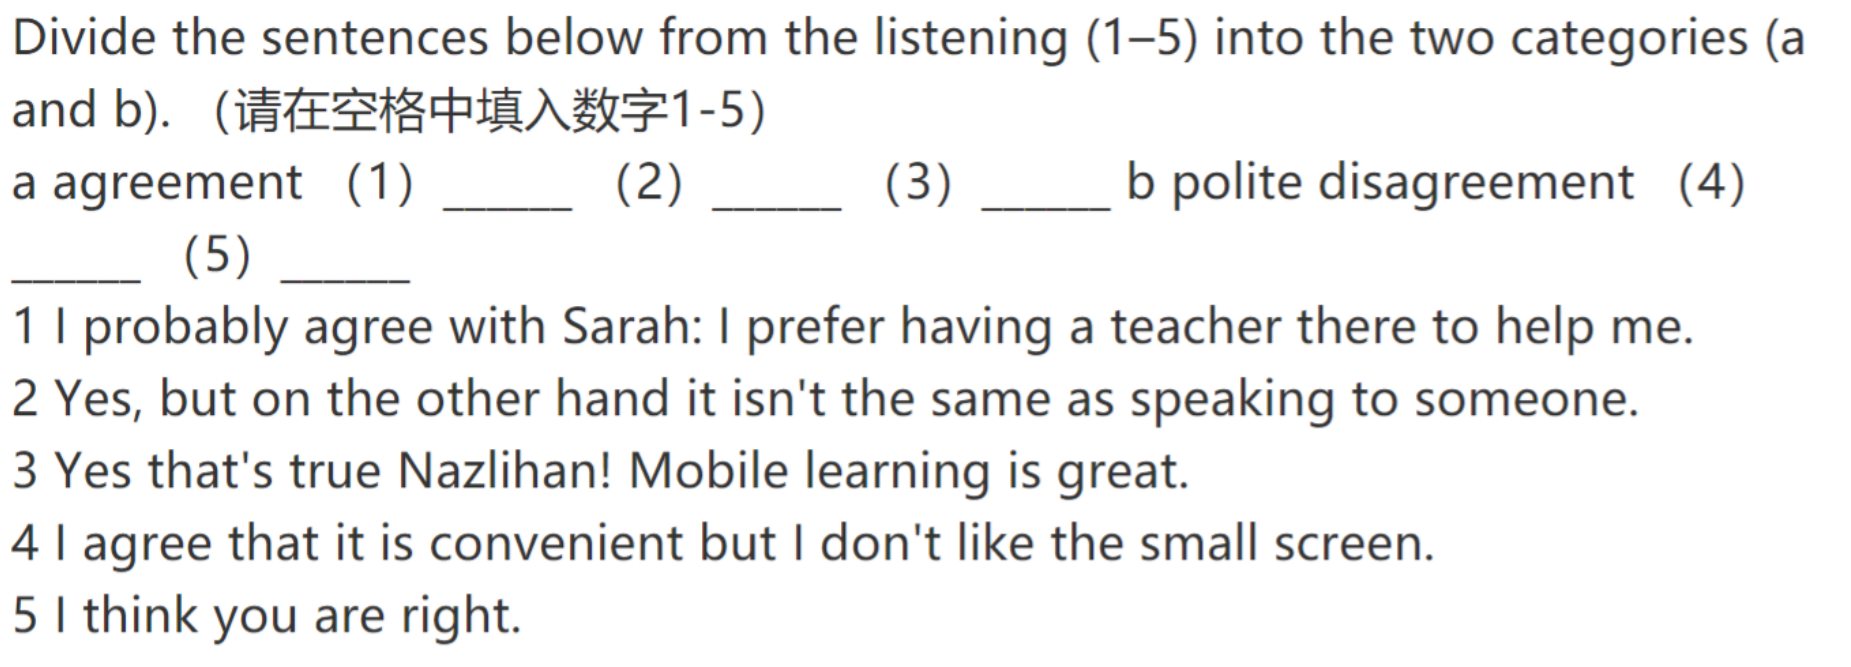 Divide the sentences below from the listening (1–5) into the two categories (a
and b). （请在空格中填入数字1-5）
a agreement （1）______ （2）______ （3）______ b polite disagreement （4）
______ （5）______
1 I probably agree with Sarah: I prefer having a teacher there to help me.
2 Yes, but on the other hand it isn't the same as speaking to someone.
3 Yes that's true Nazlihan! Mobile learning is great.
4 I agree that it is convenient but I don't like the small screen.
5 I think you are right.